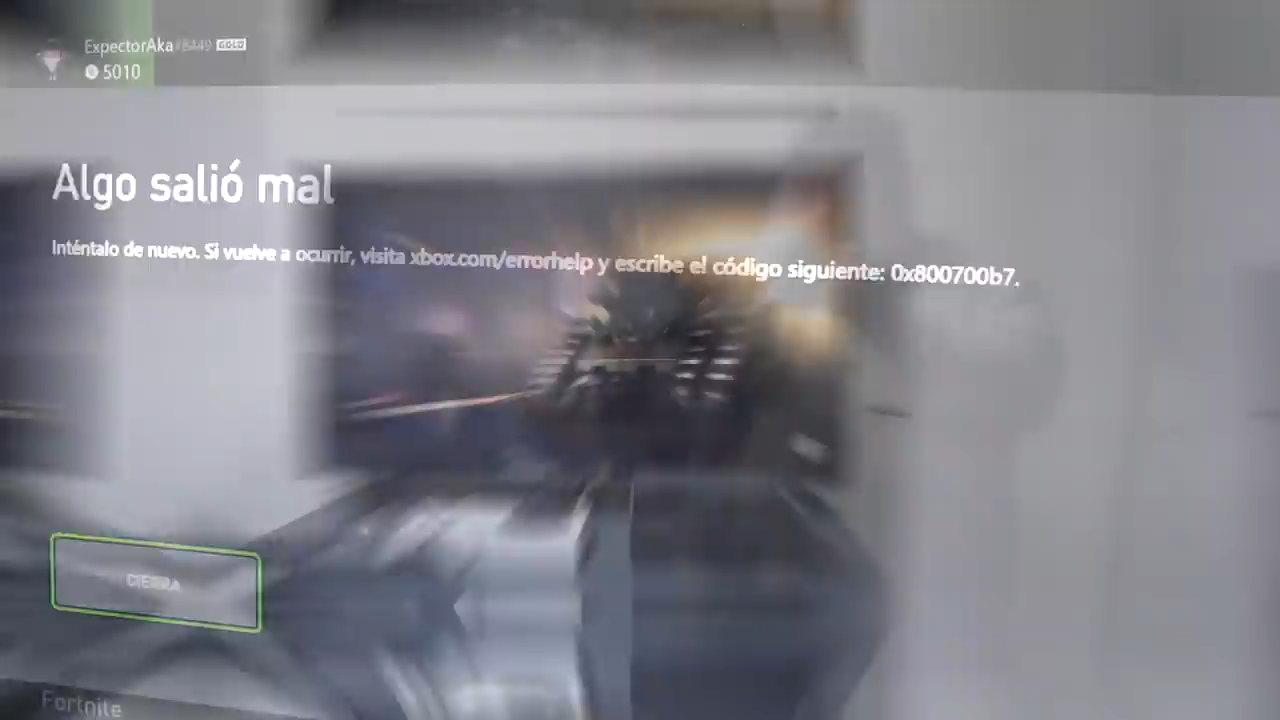 ExpectorAka#8449 GOLD
5010
Algo salió mal
Inténtalo de nuevo. Si vuelve a ocurrir, visita xbox.com/errorhelp y escribe el código siguiente: 0x800700b7.
CIERRA
Fortnite